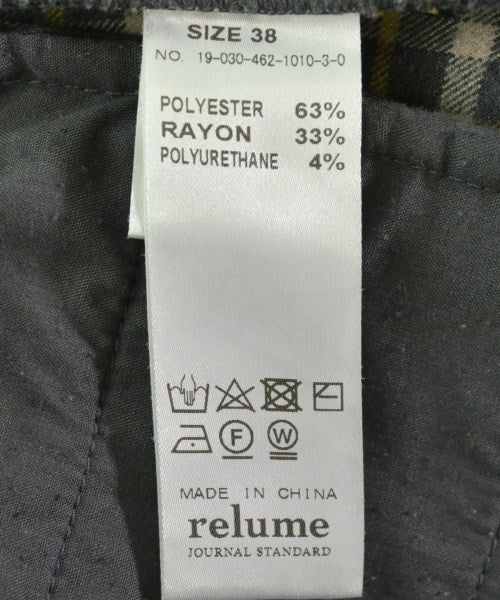 SIZE 38
NO. 19-030-462-1010-3-0
POLYESTER 63%
RAYON 33%
POLYURETHANE 4%
F W
MADE IN CHINA
relume
JOURNAL STANDARD